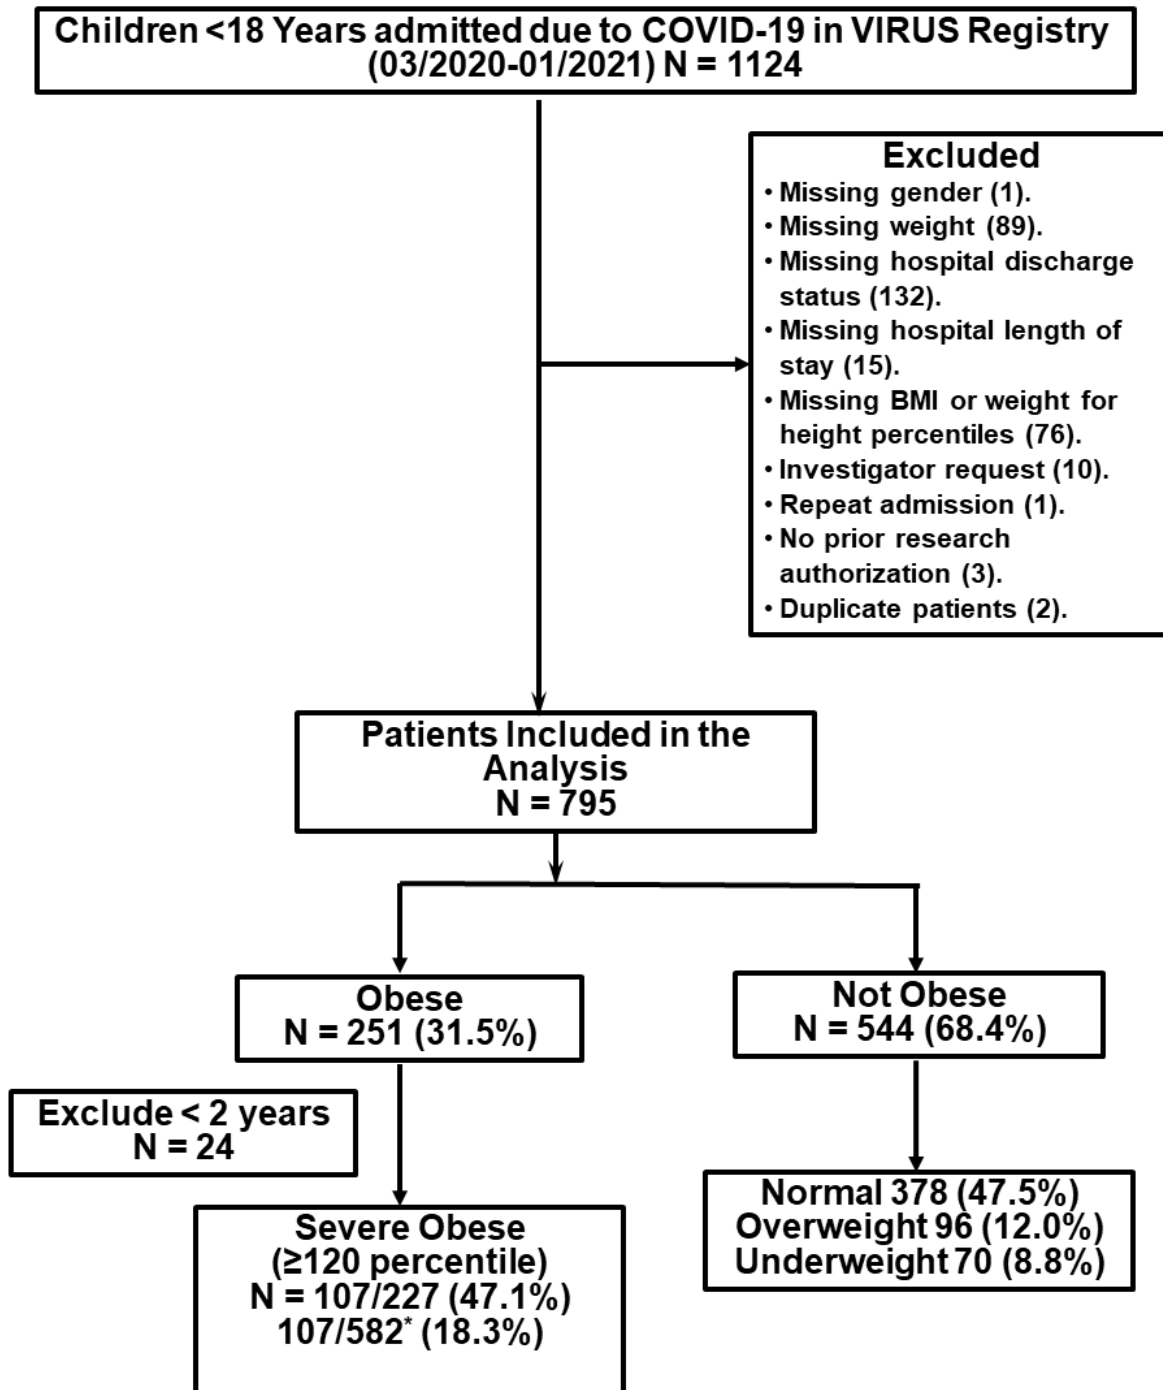 Children <18 Years admitted due to COVID-19 in VIRUS Registry
(03/2020-01/2021) N = 1124
Excluded
• Missing gender (1).
• Missing weight (89).
• Missing hospital discharge
status (132).
• Missing hospital length of
stay (15).
• Missing BMI or weight for
height percentiles (76).
• Investigator request (10).
• Repeat admission (1).
• No prior research
authorization (3).
• Duplicate patients (2).
Patients Included in the
Analysis
N = 795
Obese
N = 251 (31.5%)
Not Obese
N = 544 (68.4%)
Exclude < 2 years
N = 24
Severe Obese
(≥120 percentile)
N = 107/227 (47.1%)
107/582* (18.3%)
Normal 378 (47.5%)
Overweight 96 (12.0%)
Underweight 70 (8.8%)